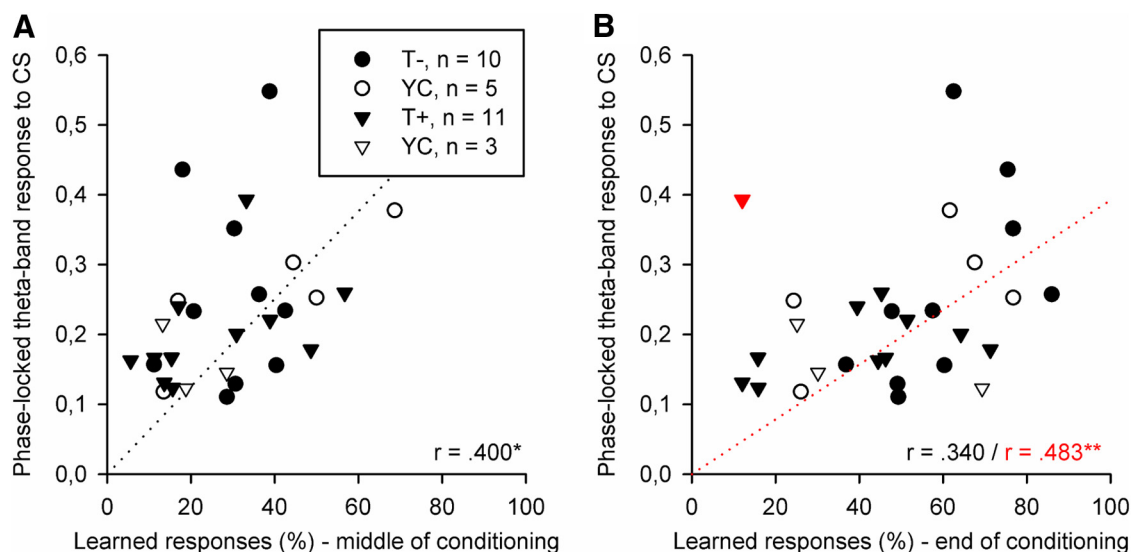 A
Phase-locked theta-band response to CS
0,6
0,5
0,4
0,3
0,2
0,1
0,0
T-, n = 10
YC, n = 5
T+, n = 11
YC, n = 3
r = .400*
0 20 40 60 80 100
Learned responses (%) - middle of conditioning
B
Phase-locked theta-band response to CS
0,6
0,5
0,4
0,3
0,2
0,1
0,0
r = .340 / r = .483**
0 20 40 60 80 100
Learned responses (%) - end of conditioning